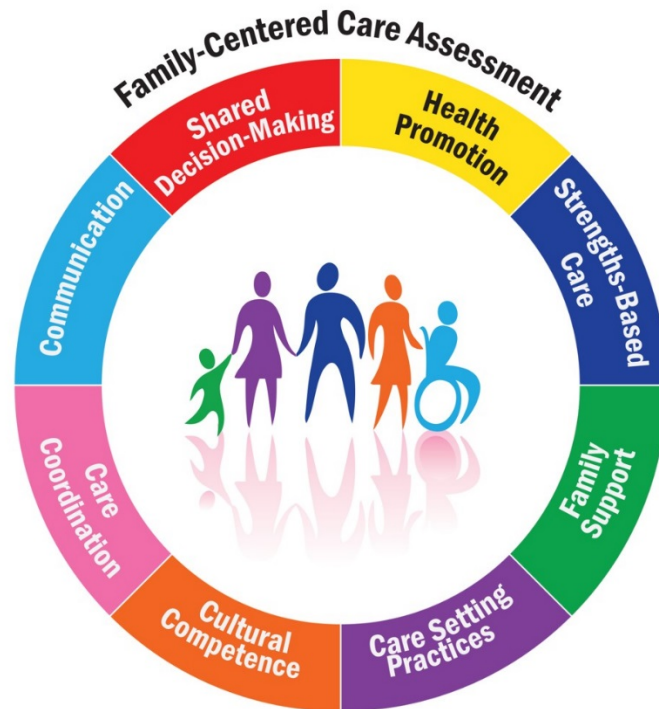 Family-Centered Care Assessment
Shared
Decision-Making
Health
Promotion
Strengths-Based
Care
Family
Support
Care Setting
Practices
Cultural
Competence
Care
Coordination
Communication